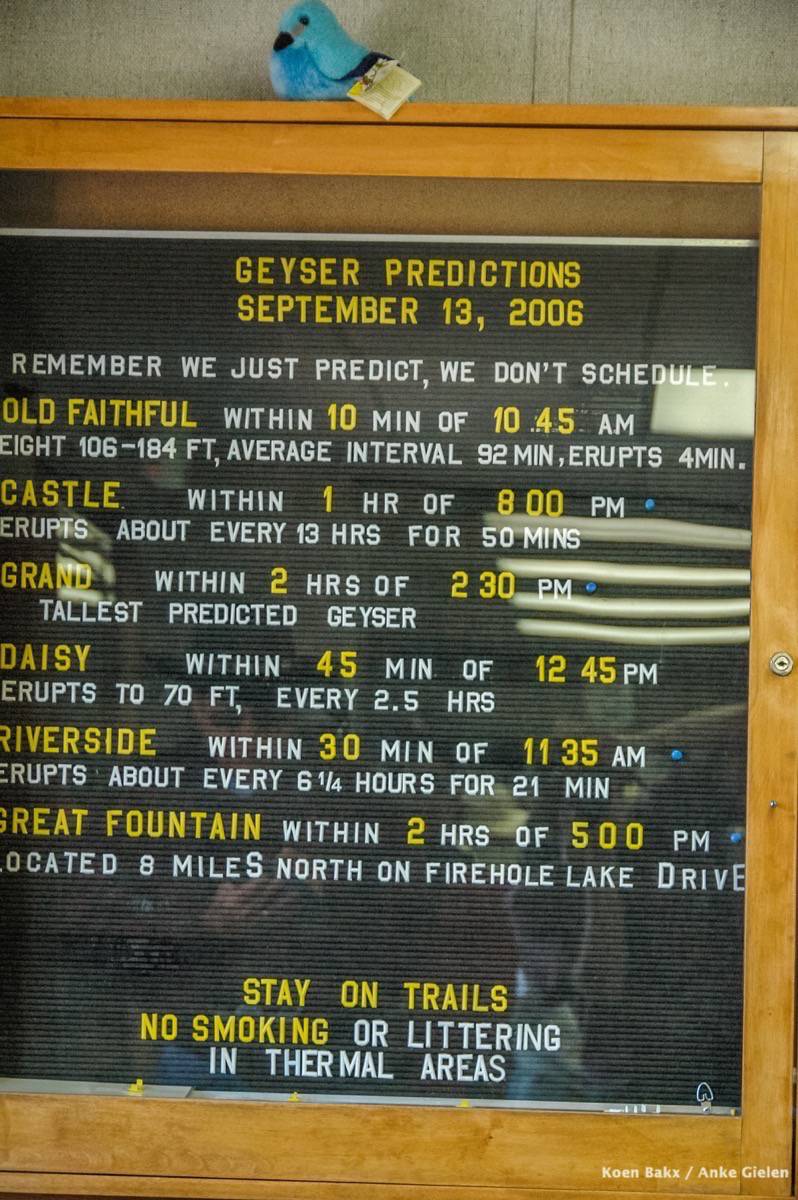 GEYSER PREDICTIONS
SEPTEMBER 13, 2006
REMEMBER WE JUST PREDICT, WE DON'T SCHEDULE.
OLD FAITHFUL WITHIN 10 MIN OF 10 45 AM
EIGHT 106-184 FT, AVERAGE INTERVAL 92 MIN, ERUPTS 4MIN.
CASTLE WITHIN 1 HR OF 8 00 PM
ERUPTS ABOUT EVERY 13 HRS FOR 50 MINS
GRAND WITHIN 2 HRS OF 2 30 PM
TALLEST PREDICTED GEYSER
DAISY WITHIN 45 MIN OF 12 45 PM
ERUPTS TO 70 FT, EVERY 2.5 HRS
RIVERSIDE WITHIN 30 MIN OF 11 35 AM
ERUPTS ABOUT EVERY 6 1/4 HOURS FOR 21 MIN
GREAT FOUNTAIN WITHIN 2 HRS OF 5 00 PM
LOCATED 8 MILES NORTH ON FIREHOLE LAKE DRIVE
STAY ON TRAILS
NO SMOKING OR LITTERING
IN THERMAL AREAS
Koen Bakx / Anke Gielen